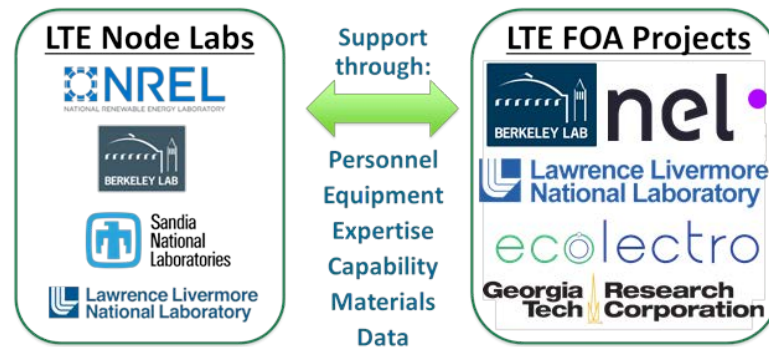 LTE Node Labs
NREL
NATIONAL RENEWABLE ENERGY LABORATORY
BERKELEY LAB
Sandia
National
Laboratories
Lawrence Livermore
National Laboratory
Support
through:
Personnel
Equipment
Expertise
Capability
Materials
Data
LTE FOA Projects
BERKELEY LAB
nel
Lawrence Livermore
National Laboratory
ecolectro
Georgia Research
Tech Corporation